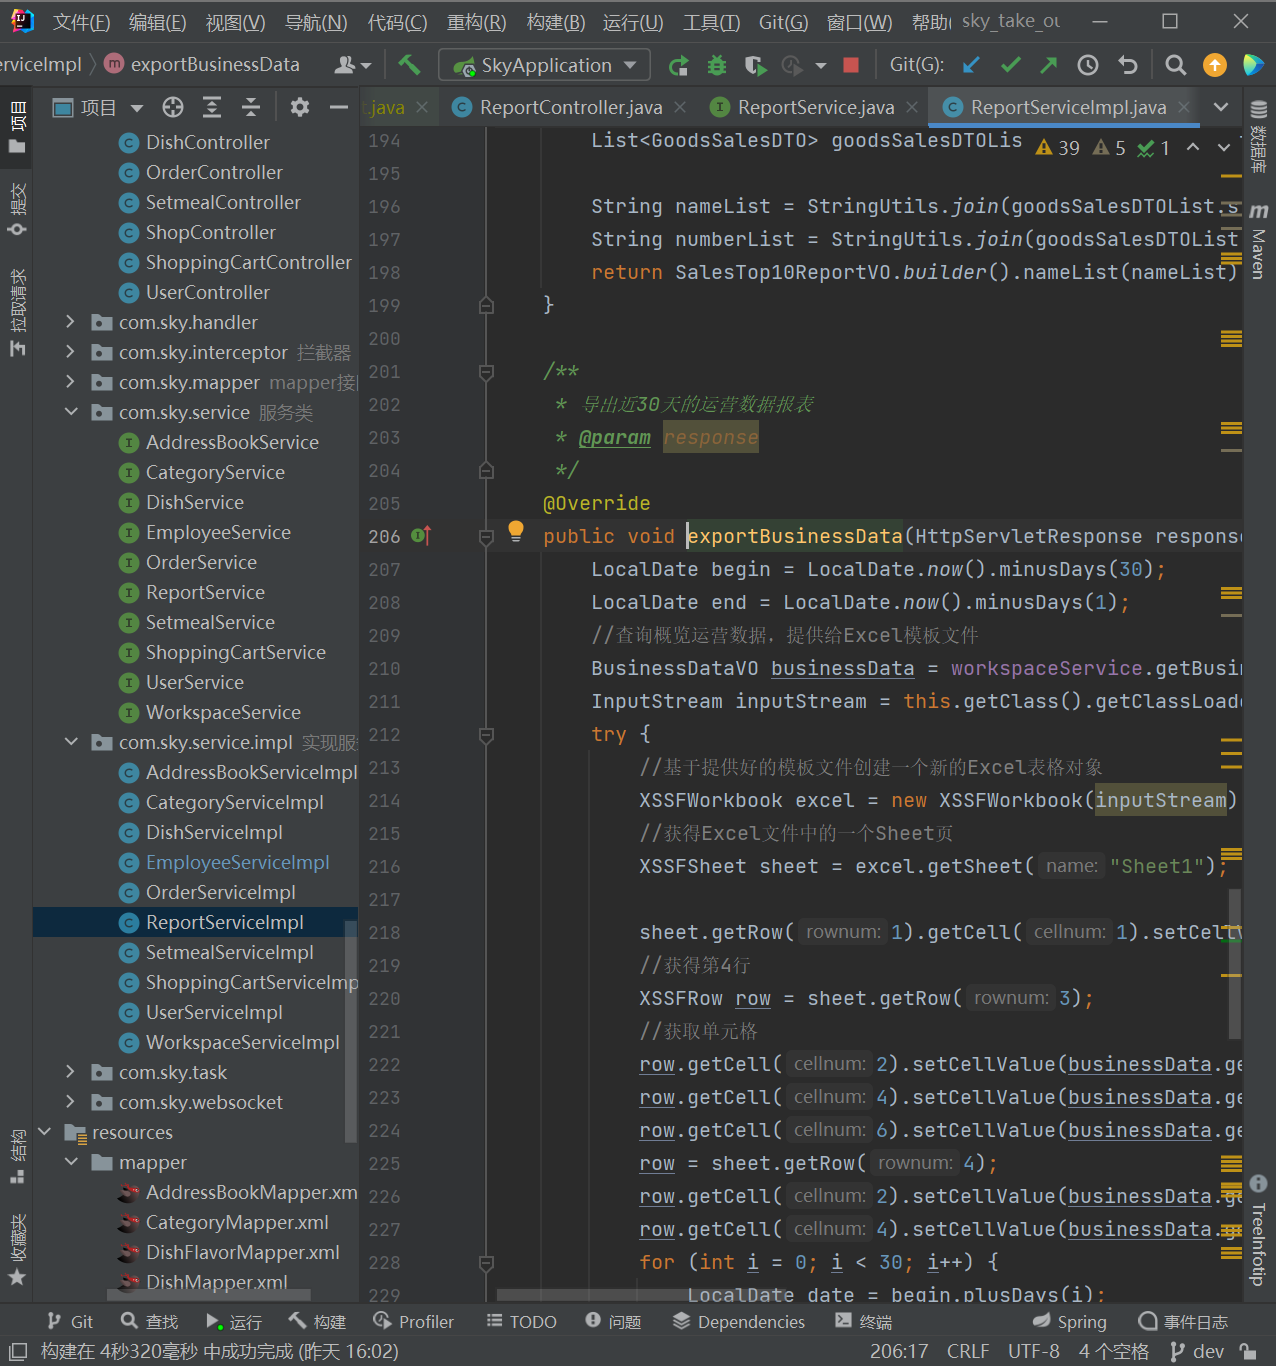 文件(F) 编辑(E) 视图(V) 导航(N) 代码(C) 重构(R) 构建(B) 运行(U) 工具(T) Git(G) 窗口(W) 帮助( sky_take_ou
erviceImpl exportBusinessData SkyApplication Git(G):
项目
提交
拉取请求
结构
收藏夹
项目
DishController
OrderController
SetmealController
ShopController
ShoppingCartController
UserController
com.sky.handler
com.sky.interceptor 拦截器
com.sky.mapper mapper接
com.sky.service 服务类
AddressBookService
CategoryService
DishService
EmployeeService
OrderService
ReportService
SetmealService
ShoppingCartService
UserService
WorkspaceService
com.sky.service.impl 实现服
AddressBookServiceImpl
CategoryServiceImpl
DishServiceImpl
EmployeeServiceImpl
OrderServiceImpl
ReportServiceImpl
SetmealServiceImpl
ShoppingCartServiceImp
UserServiceImpl
WorkspaceServiceImpl
com.sky.task
com.sky.websocket
resources
mapper
AddressBookMapper.xm
CategoryMapper.xml
DishFlavorMapper.xml
DishMapper.xml
.java ReportController.java ReportService.java ReportServiceImpl.java
39 5 1
194 List<GoodsSalesDTO> goodsSalesDTOLis
195
196 String nameList = StringUtils.join(goodsSalesDTOList.s
197 String numberList = StringUtils.join(goodsSalesDTOList
198 return SalesTop10ReportVO.builder().nameList(nameList)
199 }
200
201 /**
202 * 导出近30天的运营数据报表
203 * @param response
204 */
205 @Override
206 public void exportBusinessData(HttpServletResponse response
207 LocalDate begin = LocalDate.now().minusDays(30);
208 LocalDate end = LocalDate.now().minusDays(1);
209 //查询概览运营数据，提供给Excel模板文件
210 BusinessDataVO businessData = workspaceService.getBusi
211 InputStream inputStream = this.getClass().getClassLoad
212 try {
213 //基于提供好的模板文件创建一个新的Excel表格对象
214 XSSFWorkbook excel = new XSSFWorkbook(inputStream)
215 //获得Excel文件中的一个Sheet页
216 XSSFSheet sheet = excel.getSheet( name: "Sheet1");
217
218 sheet.getRow( rownum: 1).getCell( cellnum: 1).setCellV
219 //获得第4行
220 XSSFRow row = sheet.getRow( rownum: 3);
221 //获取单元格
222 row.getCell( cellnum: 2).setCellValue(businessData.ge
223 row.getCell( cellnum: 4).setCellValue(businessData.ge
224 row.getCell( cellnum: 6).setCellValue(businessData.ge
225 row = sheet.getRow( rownum: 4);
226 row.getCell( cellnum: 2).setCellValue(businessData.ge
227 row.getCell( cellnum: 4).setCellValue(businessData.ge
228 for (int i = 0; i < 30; i++) {
229 LocalDate date = begin.plusDays(i);
数据库
Maven
TreeInfotip
Git 查找 运行 构建 Profiler TODO 问题 Dependencies 终端 Spring 事件日志
构建在 4秒320毫秒 中成功完成 (昨天 16:02) 206:17 CRLF UTF-8 4 个空格 dev